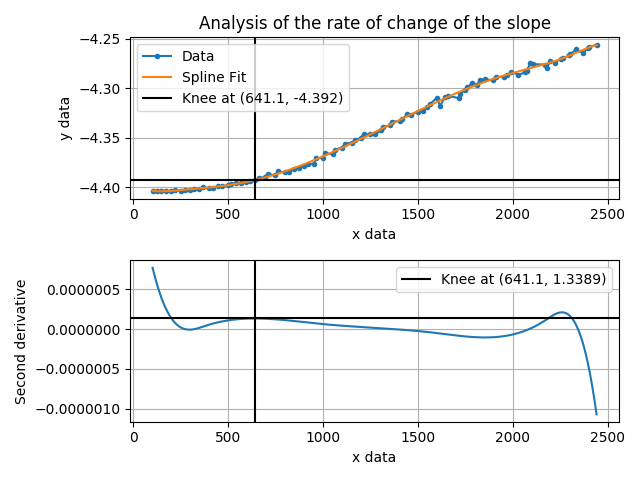 Analysis of the rate of change of the slope
−4.25
−4.30
−4.35
−4.40
y data
Data
Spline Fit
Knee at (641.1, -4.392)
0 500 1000 1500 2000 2500
x data
0.0000005
0.0000000
−0.0000005
−0.0000010
Second derivative
Knee at (641.1, 1.3389)
0 500 1000 1500 2000 2500
x data